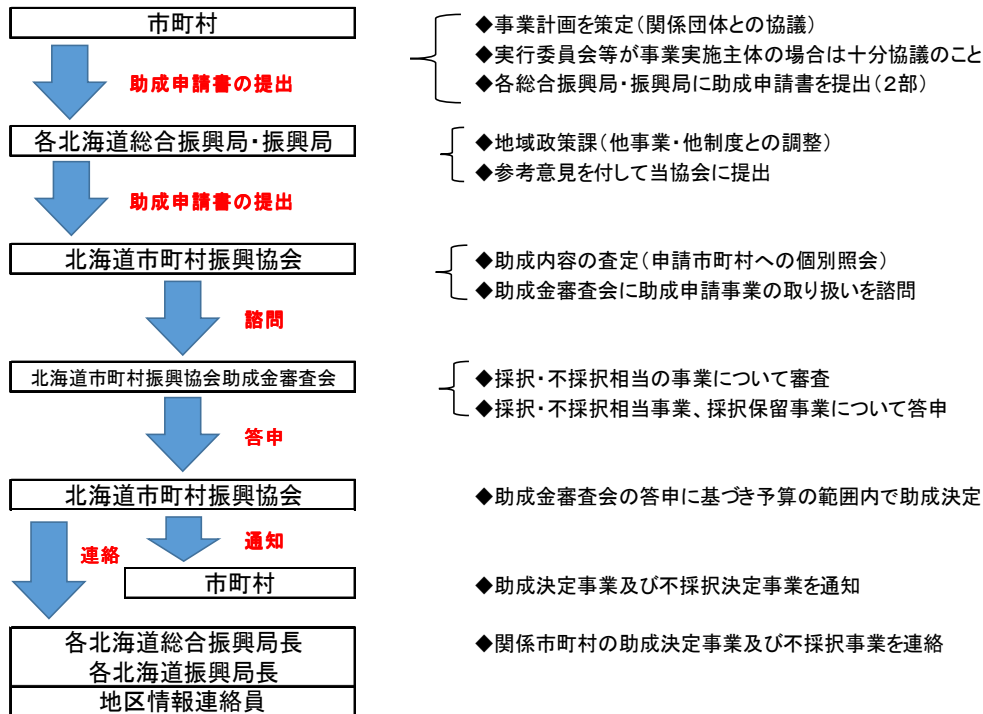 市町村
◆事業計画を策定(関係団体との協議)
◆実行委員会等が事業実施主体の場合は十分協議のこと
助成申請書の提出
◆各総合振興局・振興局に助成申請書を提出(2部)
各北海道総合振興局・振興局
◆地域政策課(他事業・他制度との調整)
◆参考意見を付して当協会に提出
助成申請書の提出
北海道市町村振興協会
◆助成内容の査定(申請市町村への個別照会)
◆助成金審査会に助成申請事業の取り扱いを諮問
諮問
北海道市町村振興協会助成金審査会
◆採択・不採択相当の事業について審査
◆採択・不採択相当事業、採択保留事業について答申
答申
北海道市町村振興協会
◆助成金審査会の答申に基づき予算の範囲内で助成決定
連絡
通知
市町村
◆助成決定事業及び不採択決定事業を通知
各北海道総合振興局長
◆関係市町村の助成決定事業及び不採択事業を連絡
各北海道振興局長
地区情報連絡員